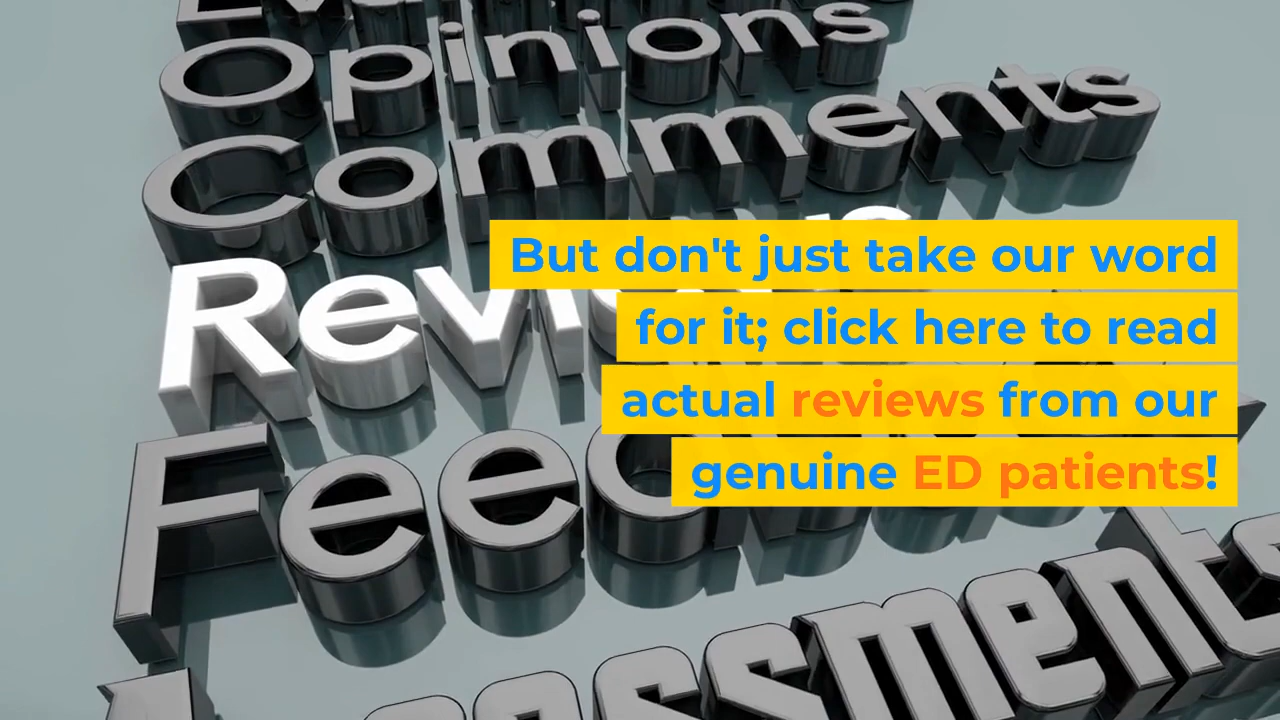 Opinions
Comments
Reviews
But don't just take our word
for it; click here to read
actual reviews from our
genuine ED patients!